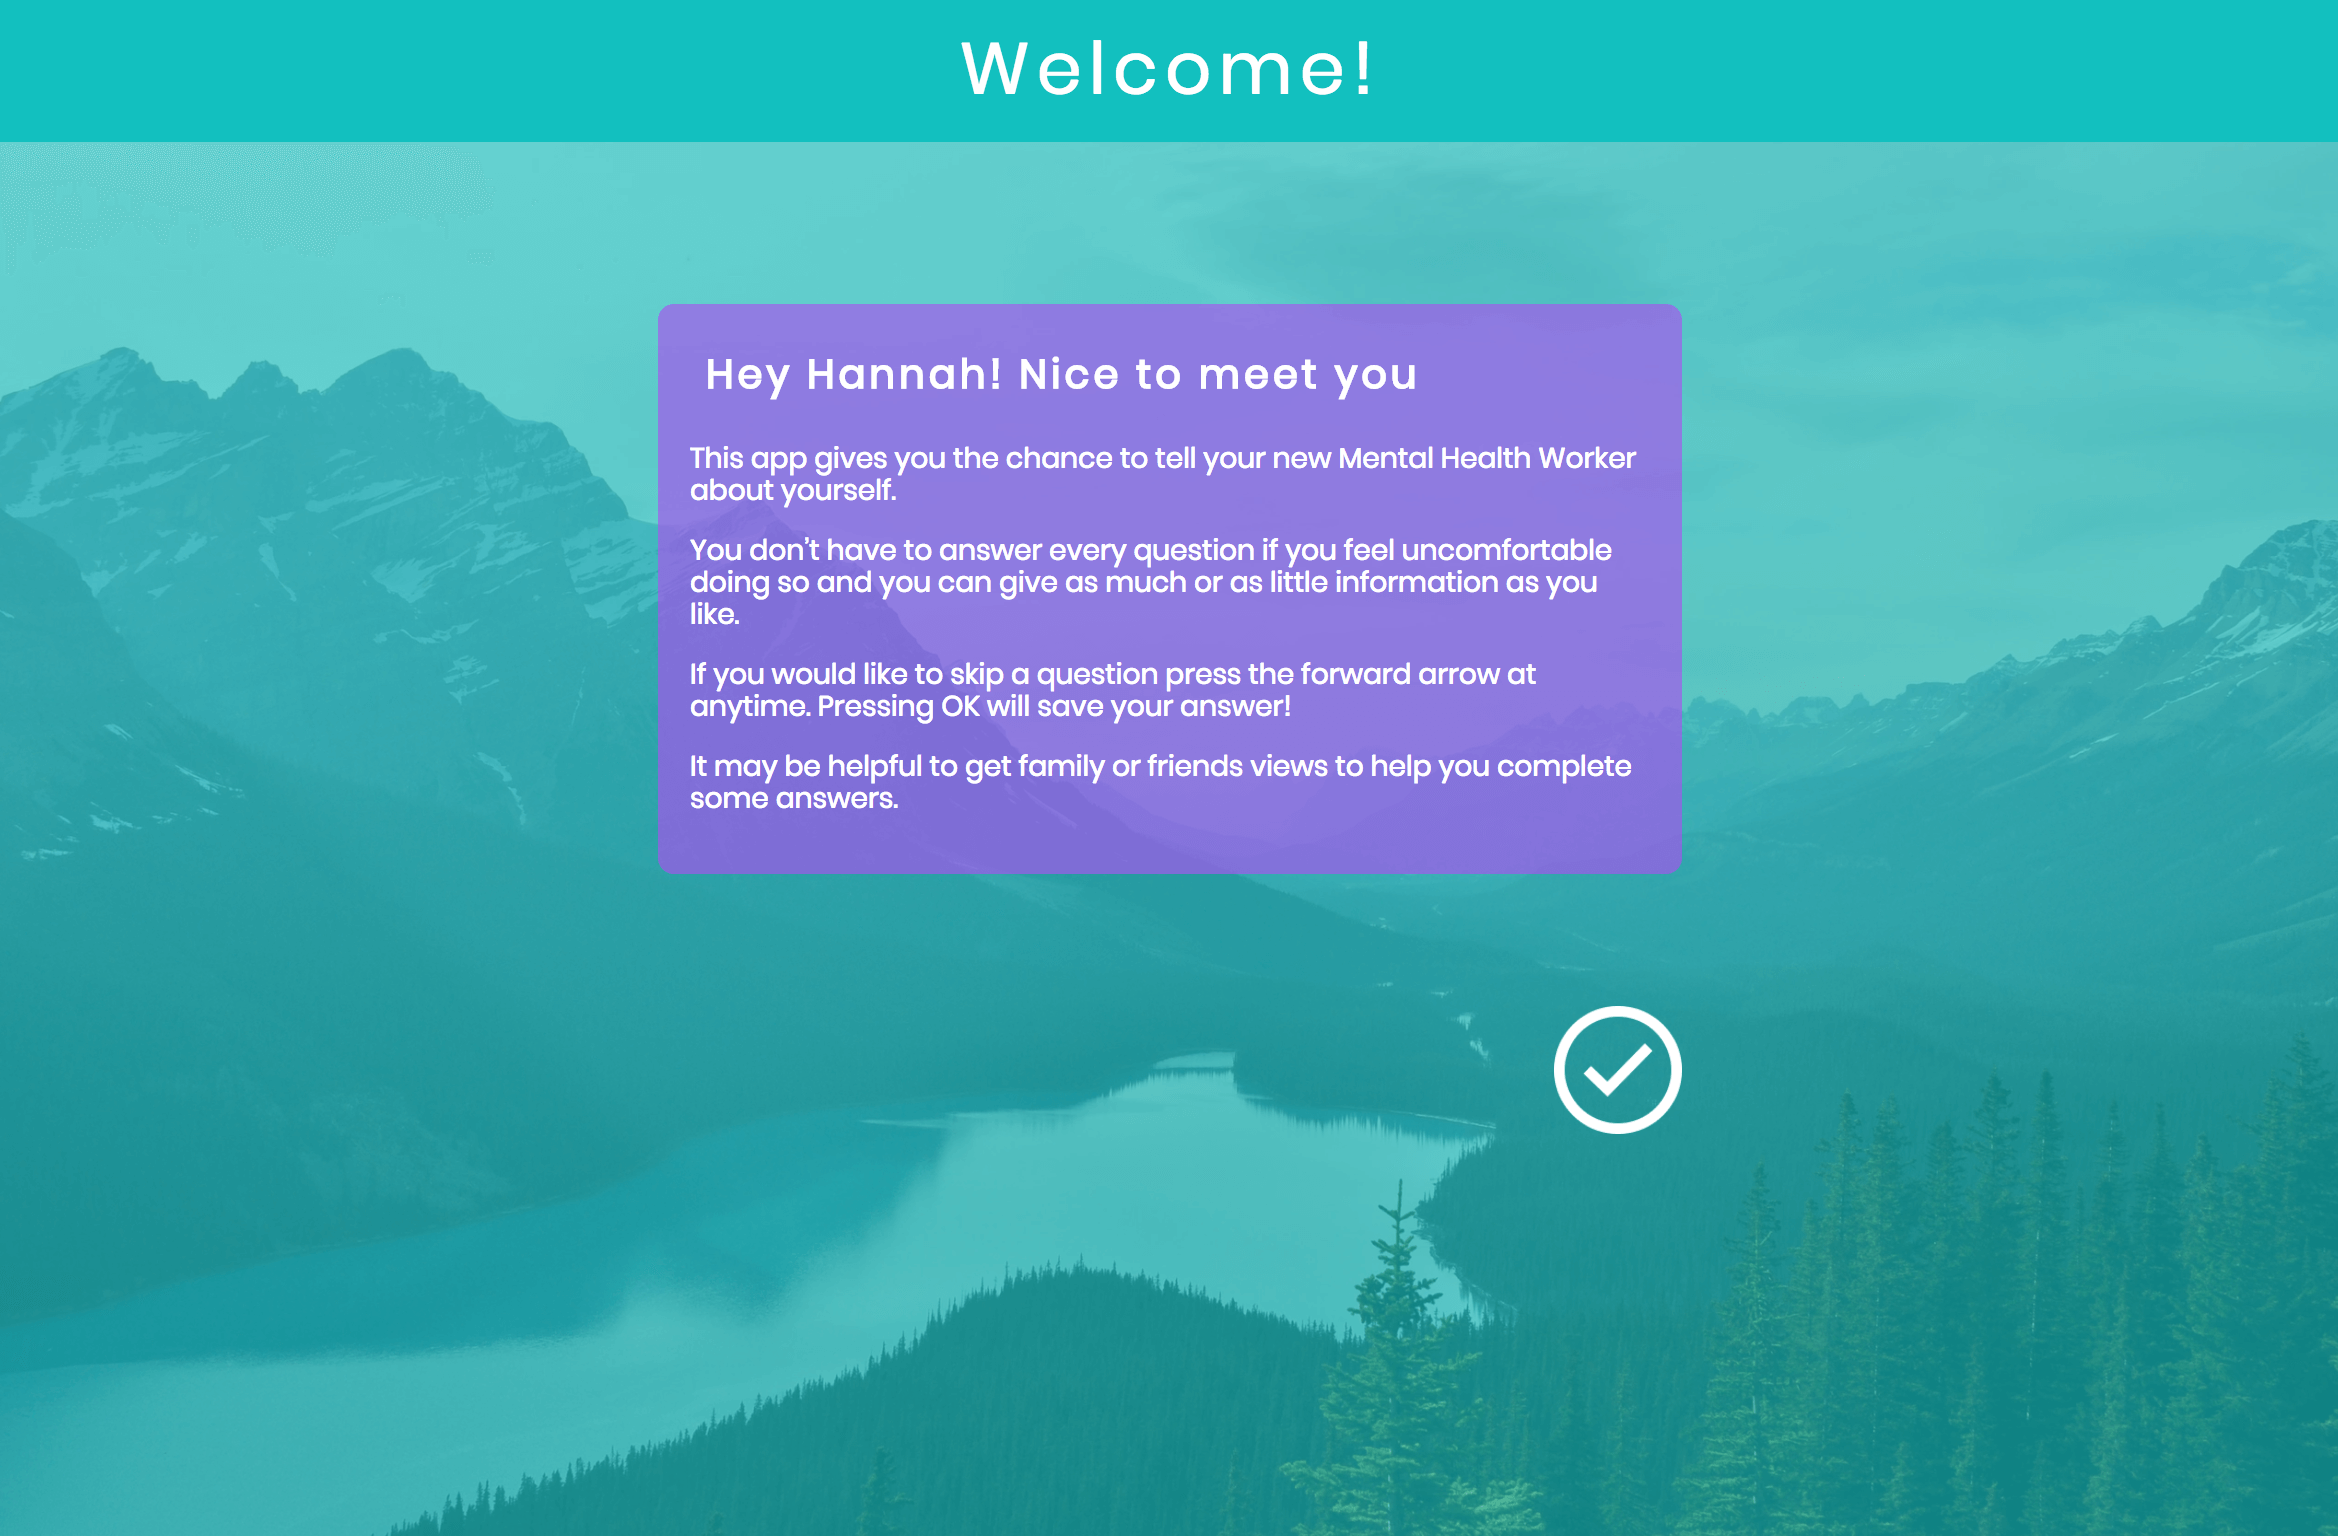 Welcome!
Hey Hannah! Nice to meet you
This app gives you the chance to tell your new Mental Health Worker
about yourself.
You don't have to answer every question if you feel uncomfortable
doing so and you can give as much or as little information as you
like.
If you would like to skip a question press the forward arrow at
anytime. Pressing OK will save your answer!
It may be helpful to get family or friends views to help you complete
some answers.